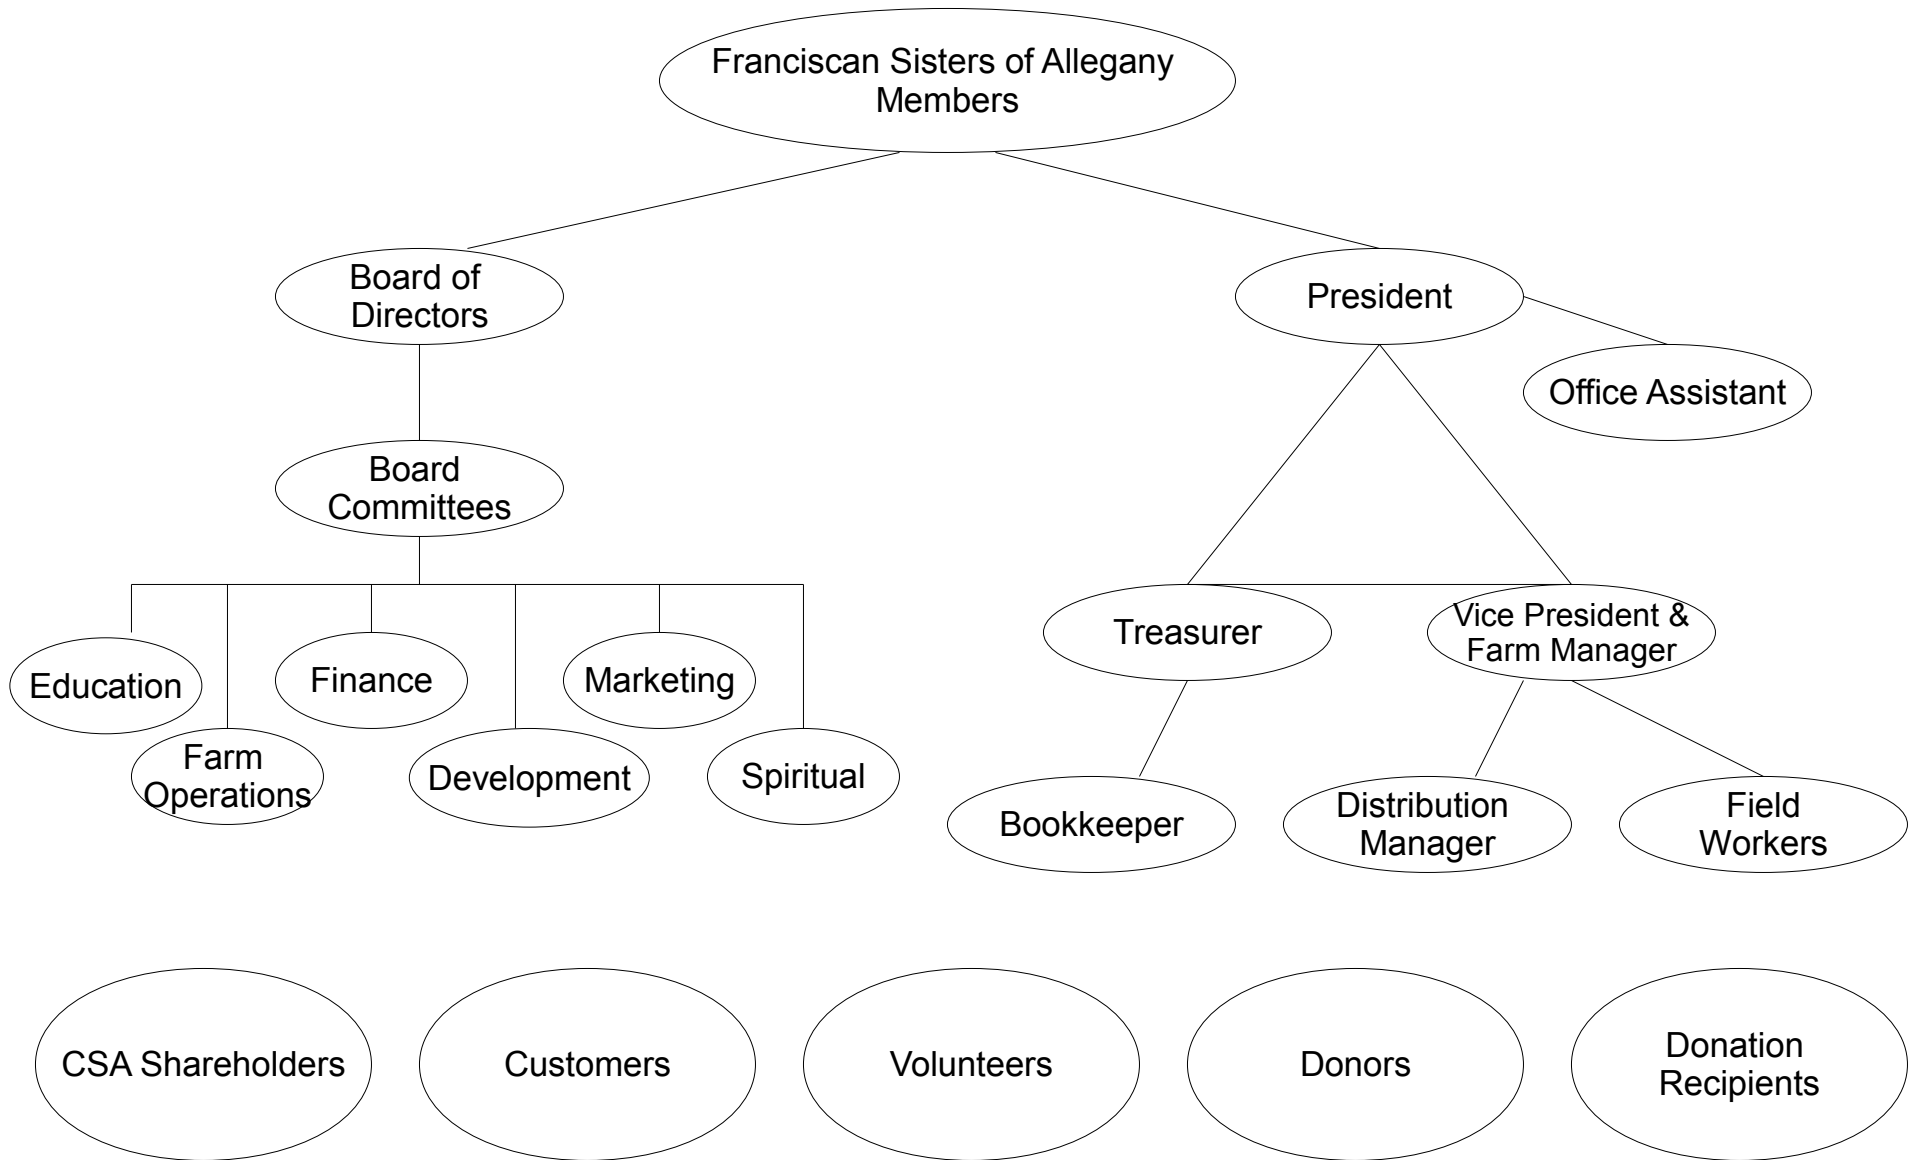 Franciscan Sisters of Allegany
Members
Board of
Directors
President
Office Assistant
Board
Committees
Education
Farm
Operations
Finance
Development
Marketing
Spiritual
Treasurer
Vice President &
Farm Manager
Bookkeeper
Distribution
Manager
Field
Workers
CSA Shareholders
Customers
Volunteers
Donors
Donation
Recipients